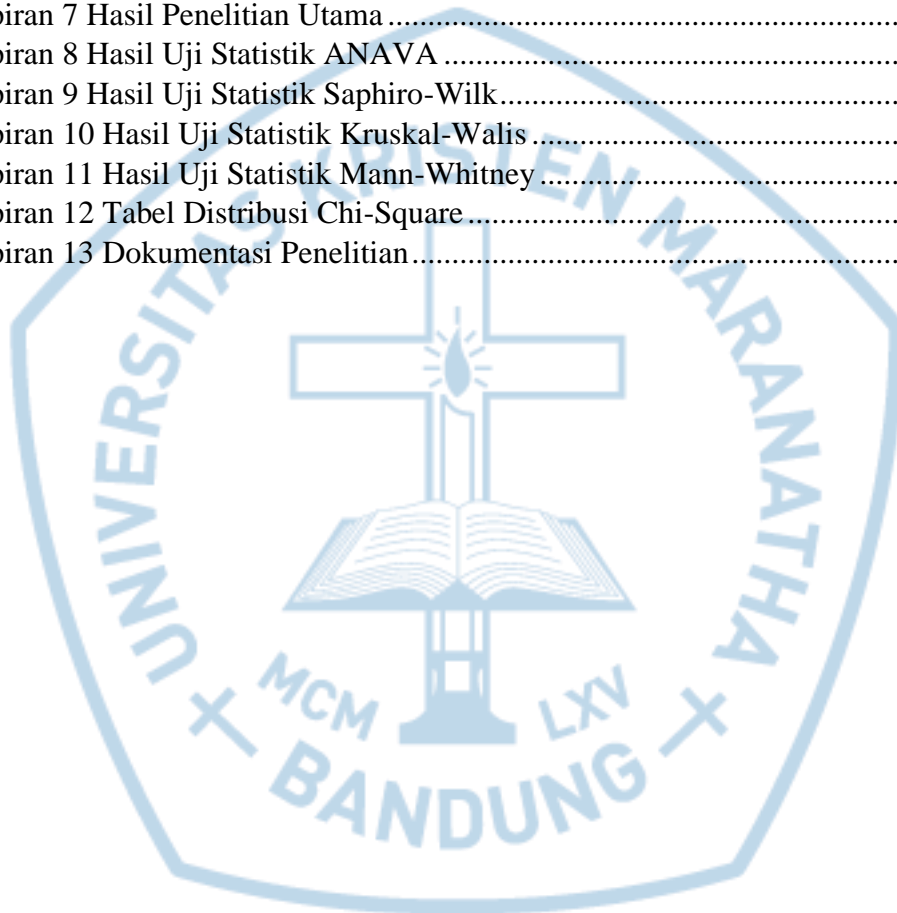 piran 7 Hasil Penelitian Utama ........................................................................
piran 8 Hasil Uji Statistik ANAVA ................................................................
piran 9 Hasil Uji Statistik Saphiro-Wilk.........................................................
piran 10 Hasil Uji Statistik Kruskal-Walis .....................................................
piran 11 Hasil Uji Statistik Mann-Whitney ....................................................
piran 12 Tabel Distribusi Chi-Square .............................................................
piran 13 Dokumentasi Penelitian .....................................................................
UNIVERSITAS KRISTEN MARANATHA
MCM LXV
BANDUNG